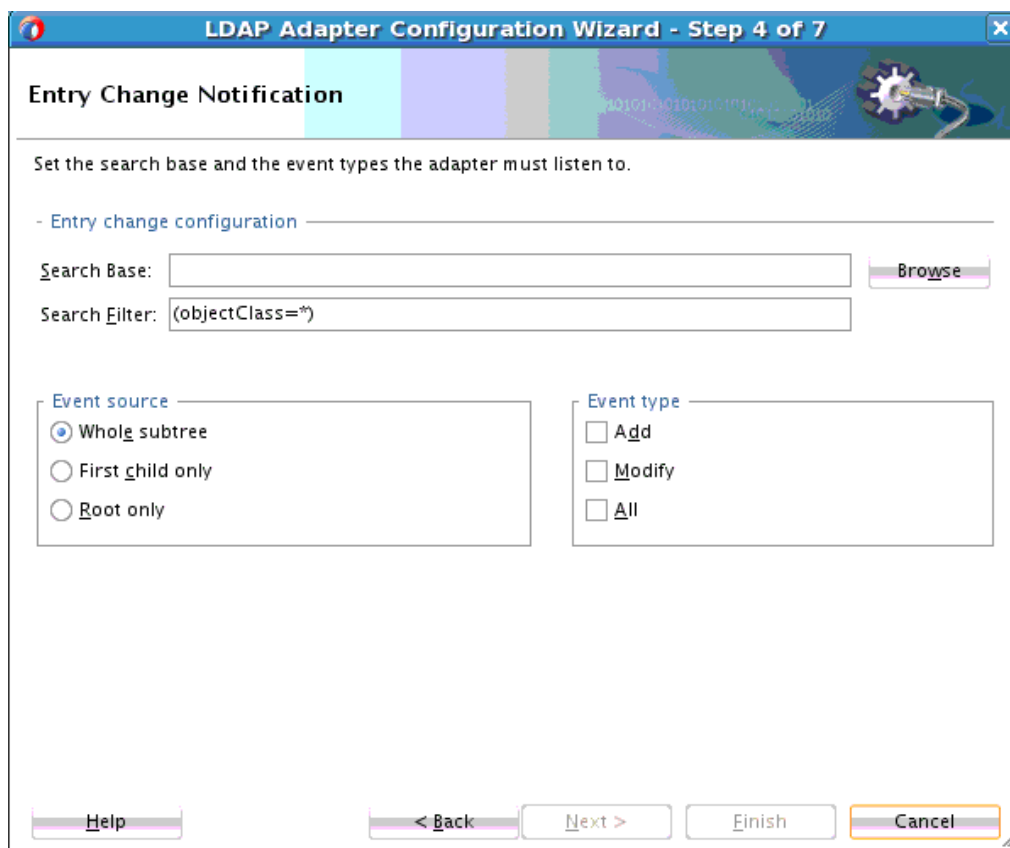 LDAP Adapter Configuration Wizard - Step 4 of 7
Entry Change Notification
Set the search base and the event types the adapter must listen to.
- Entry change configuration
Search Base:
Browse
Search Filter: (objectClass=*)
Event source
Whole subtree
First child only
Root only
Event type
Add
Modify
All
Help
< Back
Next >
Finish
Cancel